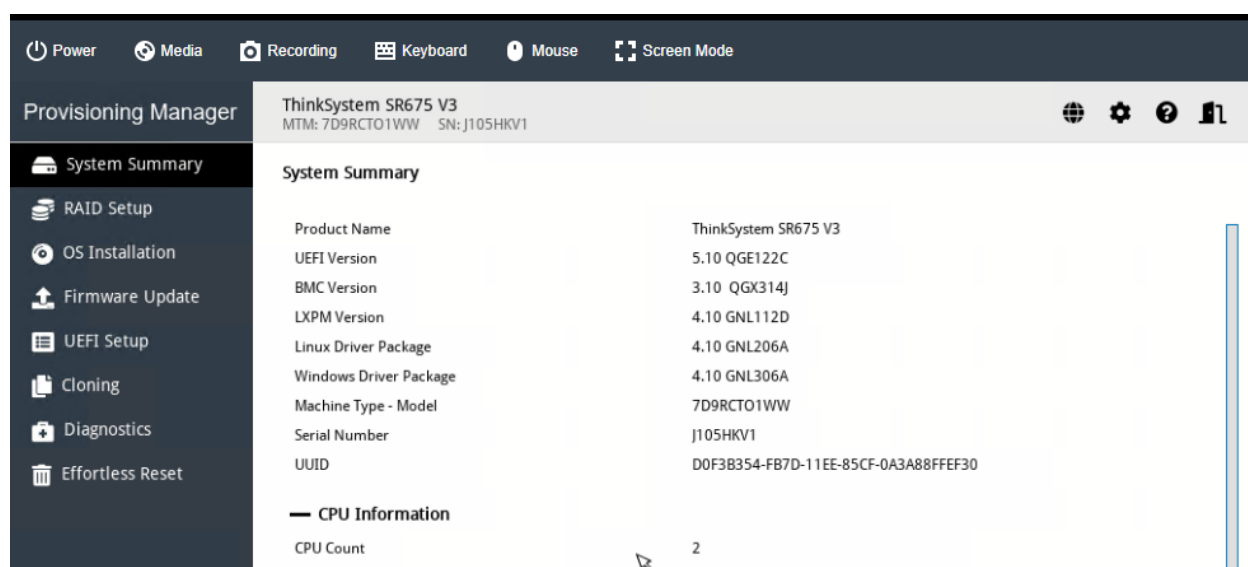 Power Media Recording Keyboard Mouse Screen Mode
Provisioning Manager
ThinkSystem SR675 V3
MTM: 7D9RCTO1WW SN: J105HKV1
System Summary
RAID Setup
OS Installation
Firmware Update
UEFI Setup
Cloning
Diagnostics
Effortless Reset
System Summary
Product Name ThinkSystem SR675 V3
UEFI Version 5.10 QGE122C
BMC Version 3.10 QGX314J
LXPM Version 4.10 GNL112D
Linux Driver Package 4.10 GNL206A
Windows Driver Package 4.10 GNL306A
Machine Type - Model 7D9RCTO1WW
Serial Number J105HKV1
UUID D0F3B354-FB7D-11EE-85CF-0A3A88FFEF30
CPU Information
CPU Count 2